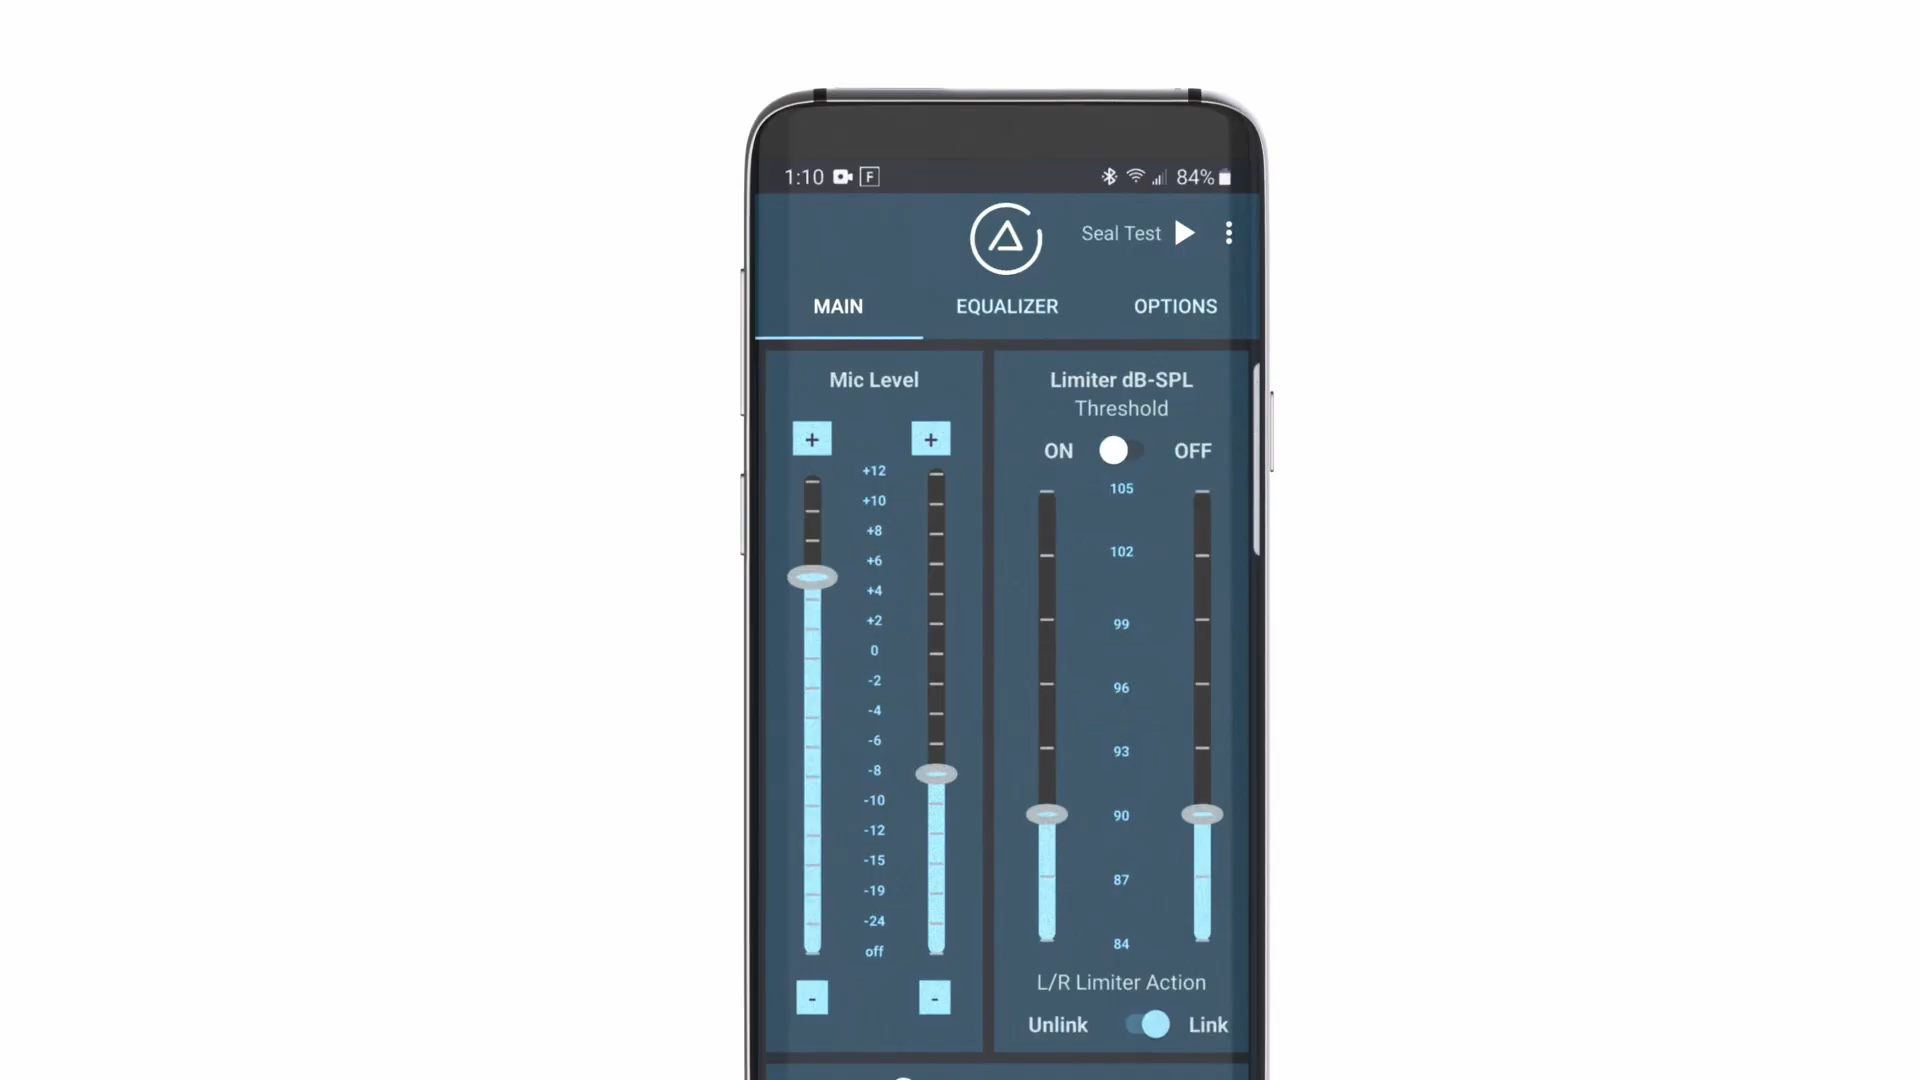 1:10 F 84%
Seal Test
MAIN EQUALIZER OPTIONS
Mic Level
+ +
+12
+10
+8
+6
+4
+2
0
-2
-4
-6
-8
-10
-12
-15
-19
-24
off
- -
Limiter dB-SPL
Threshold
ON OFF
105
102
99
96
93
90
87
84
L/R Limiter Action
Unlink Link